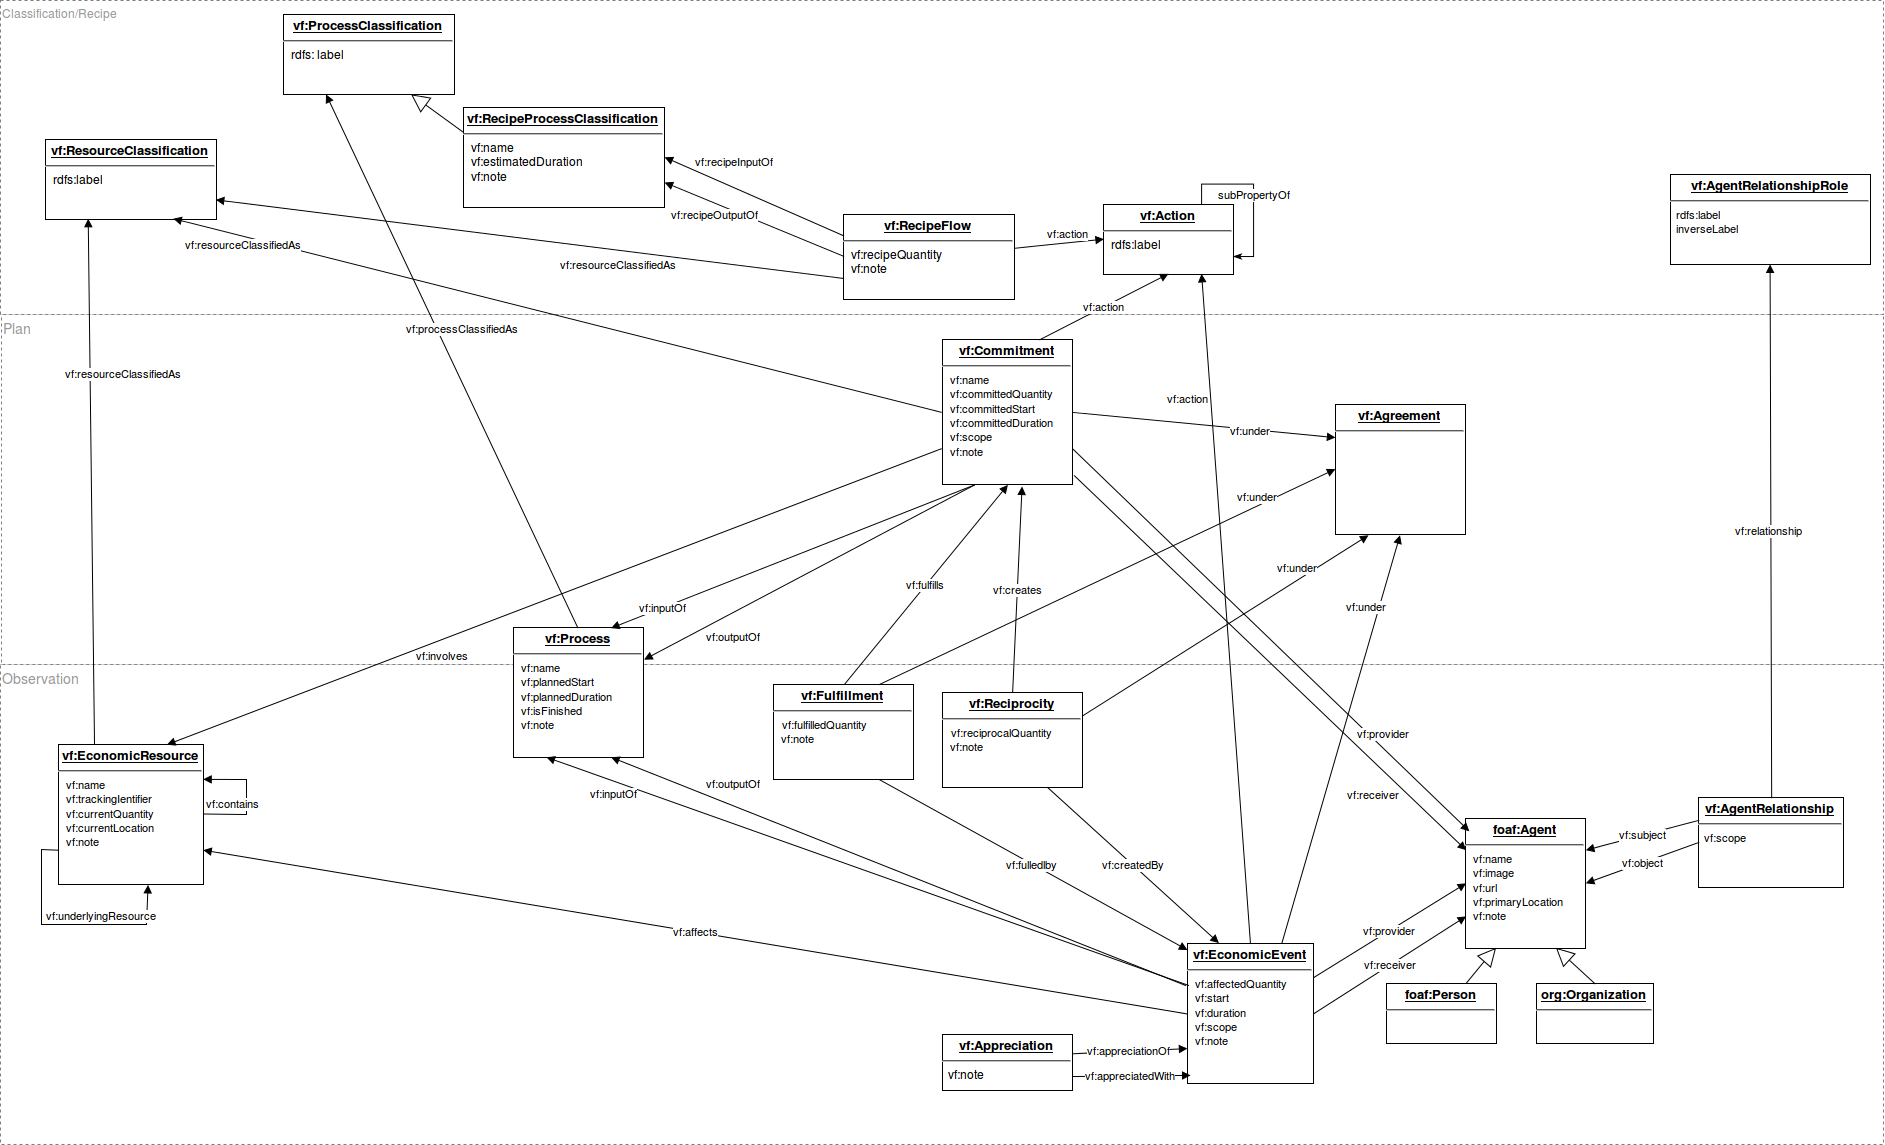 Classification/Recipe
vf:ProcessClassification
rdfs: label
vf:RecipeProcessClassification
vf:name
vf:estimatedDuration
vf:note
vf:ResourceClassification
rdfs:label
vf:recipeInputOf
vf:recipeOutputOf
vf:RecipeFlow
vf:recipeQuantity
vf:note
vf:action
subPropertyOf
vf:Action
rdfs:label
vf:AgentRelationshipRole
rdfs:label
inverseLabel
vf:resourceClassifiedAs
vf:resourceClassifiedAs
vf:action
Plan
vf:processClassifiedAs
vf:resourceClassifiedAs
vf:Commitment
vf:name
vf:committedQuantity
vf:committedStart
vf:committedDuration
vf:scope
vf:note
vf:action
vf:under
vf:Agreement
vf:under
vf:under
vf:relationship
vf:fulfills
vf:creates
vf:under
vf:inputOf
vf:outputOf
vf:involves
vf:Process
vf:name
vf:plannedStart
vf:plannedDuration
vf:isFinished
vf:note
Observation
vf:Fulfillment
vf:fulfilledQuantity
vf:note
vf:Reciprocity
vf:reciprocalQuantity
vf:note
vf:provider
vf:receiver
vf:EconomicResource
vf:name
vf:trackingIentifier
vf:currentQuantity
vf:currentLocation
vf:note
vf:contains
vf:underlyingResource
vf:inputOf
vf:outputOf
vf:fulledIby
vf:createdBy
vf:affects
foaf:Agent
vf:name
vf:image
vf:url
vf:primaryLocation
vf:note
vf:subject
vf:object
vf:AgentRelationship
vf:scope
vf:provider
vf:receiver
vf:EconomicEvent
vf:affectedQuantity
vf:start
vf:duration
vf:scope
vf:note
foaf:Person
org:Organization
vf:Appreciation
vf:note
vf:appreciationOf
vf:appreciatedWith